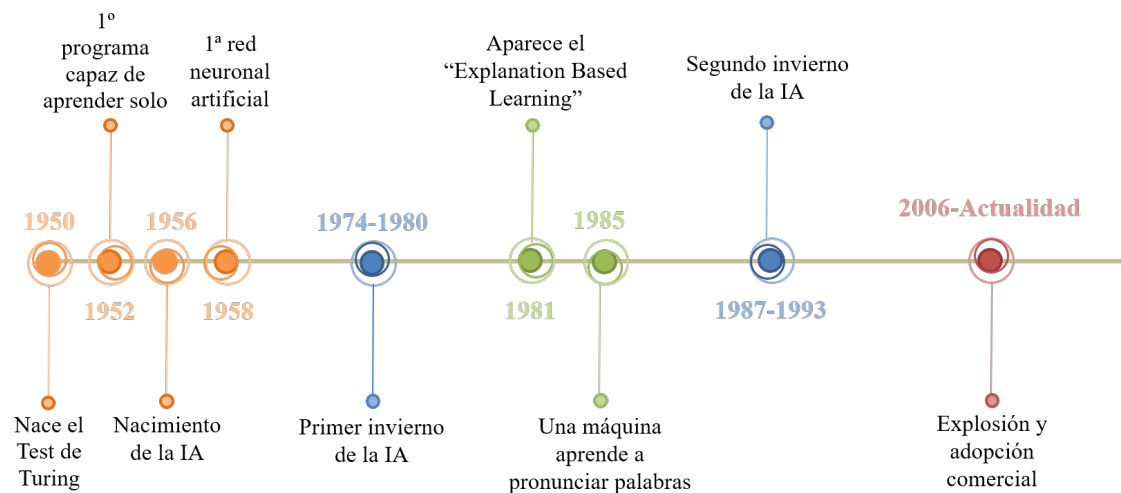 1º
programa
capaz de
aprender solo
1ª red
neuronal
artificial
Aparece el
“Explanation Based
Learning”
Segundo invierno
de la IA
1950
1956
1974-1980
1985
2006-Actualidad
1952
1958
1981
1987-1993
Nace el
Test de
Turing
Nacimiento
de la IA
Primer invierno
de la IA
Una máquina
aprende a
pronunciar palabras
Explosión y
adopción
comercial